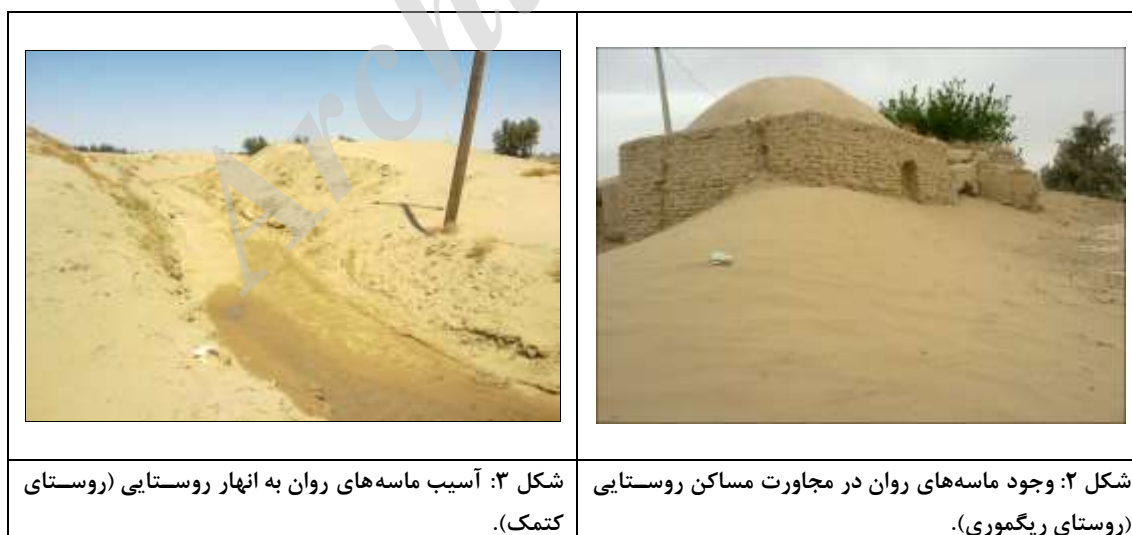 شکل ۲: وجود ماسه‌های روان در مجاورت مساکن روستایی
(روستای ریگموری).
شکل ۳: آسیب ماسه‌های روان به انهار روستایی (روستای
کتمک).
Archi